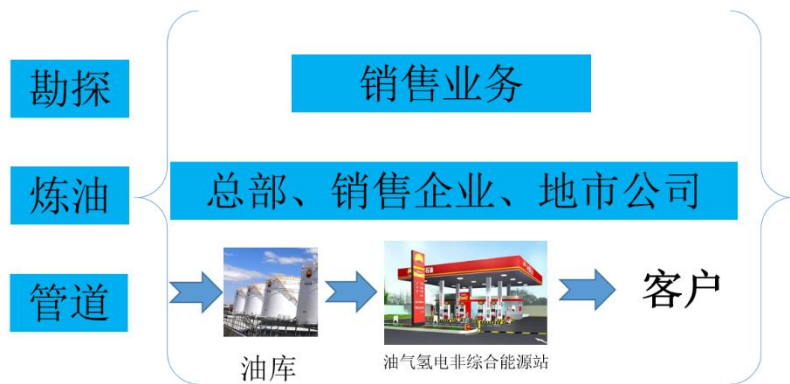 勘探
销售业务
炼油
总部、销售企业、地市公司
管道
客户
油库
油气氢电非综合能源站